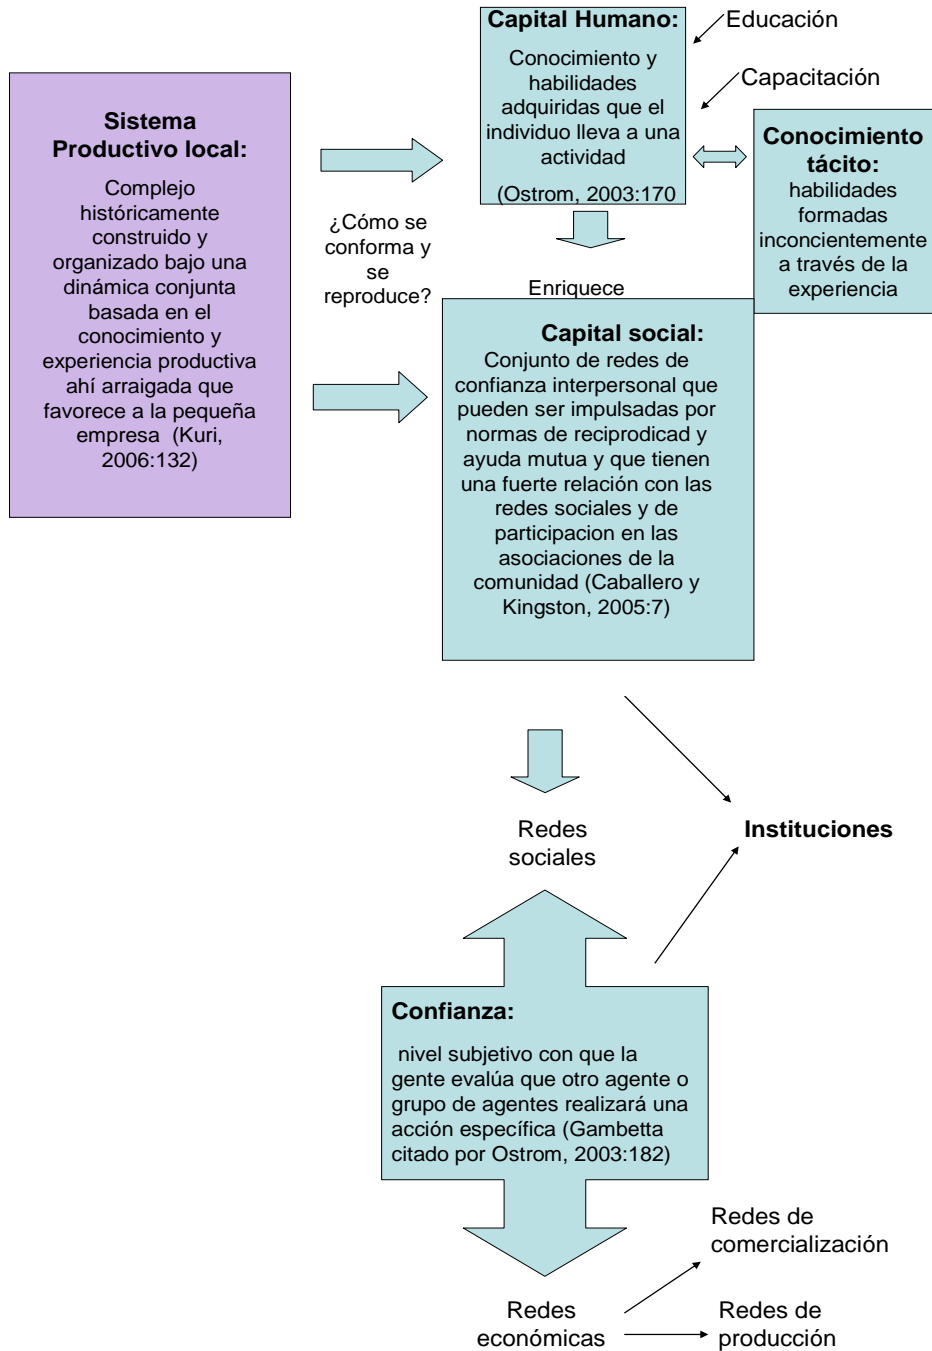 Capital Humano:
Conocimiento y
habilidades
adquiridas que el
individuo lleva a una
actividad
(Ostrom, 2003:170
Educación
Capacitación
Sistema
Productivo local:
Complejo
históricamente
construido y
organizado bajo una
dinámica conjunta
basada en el
conocimiento y
experiencia productiva
ahí arraigada que
favorece a la pequeña
empresa (Kuri,
2006:132)
Conocimiento
tácito:
habilidades
formadas
inconcientemente
a través de la
experiencia
¿Cómo se
conforma y
se
reproduce?
Enriquece
Capital social:
Conjunto de redes de
confianza interpersonal que
pueden ser impulsadas por
normas de reciprodicad y
ayuda mutua y que tienen
una fuerte relación con las
redes sociales y de
participacion en las
asociaciones de la
comunidad (Caballero y
Kingston, 2005:7)
Redes
sociales
Instituciones
Confianza:
nivel subjetivo con que la
gente evalúa que otro agente o
grupo de agentes realizará una
acción específica (Gambetta
citado por Ostrom, 2003:182)
Redes de
comercialización
Redes
económicas
Redes de
producción